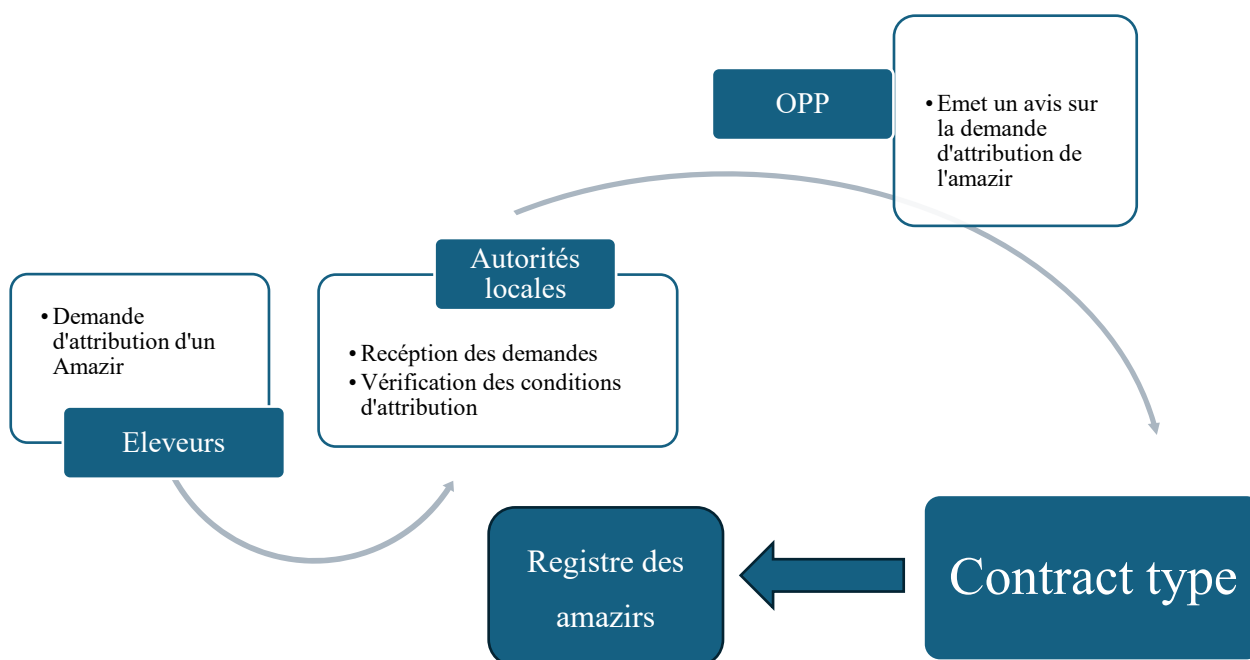 OPP
• Emet un avis sur
la demande
d'attribution de
l'amazir
Autorités
locales
• Demande
d'attribution d'un
Amazir
• Recéption des demandes
• Vérification des conditions
d'attribution
Eleveurs
Registre des
amazirs
Contract type